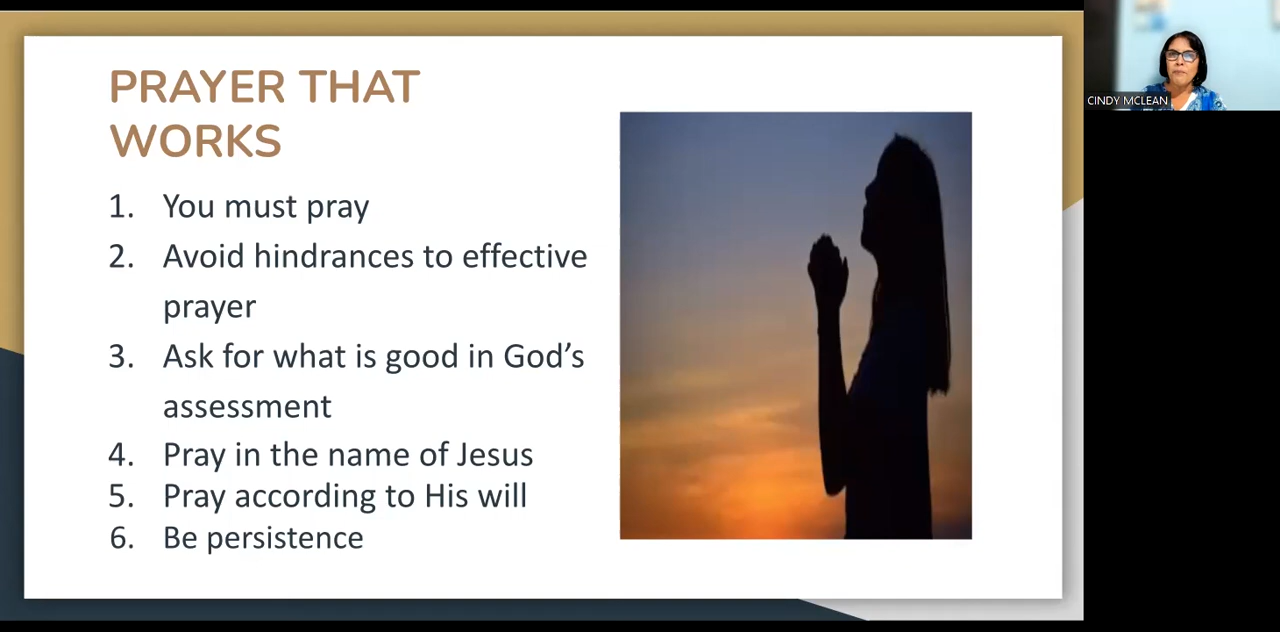 PRAYER THAT
WORKS
1. You must pray
2. Avoid hindrances to effective
prayer
3. Ask for what is good in God’s
assessment
4. Pray in the name of Jesus
5. Pray according to His will
6. Be persistence
CINDY MCLEAN